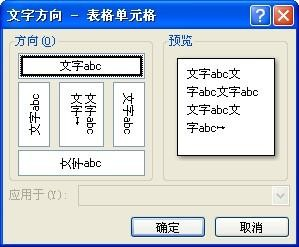 文字方向 - 表格单元格
方向(O)
预览
文字abc
文字abc
文字abc文字
文字abc
文字abc
文字abc文
字abc文字abc
文字abc文
字abc↦
应用于(Y):
确定
取消